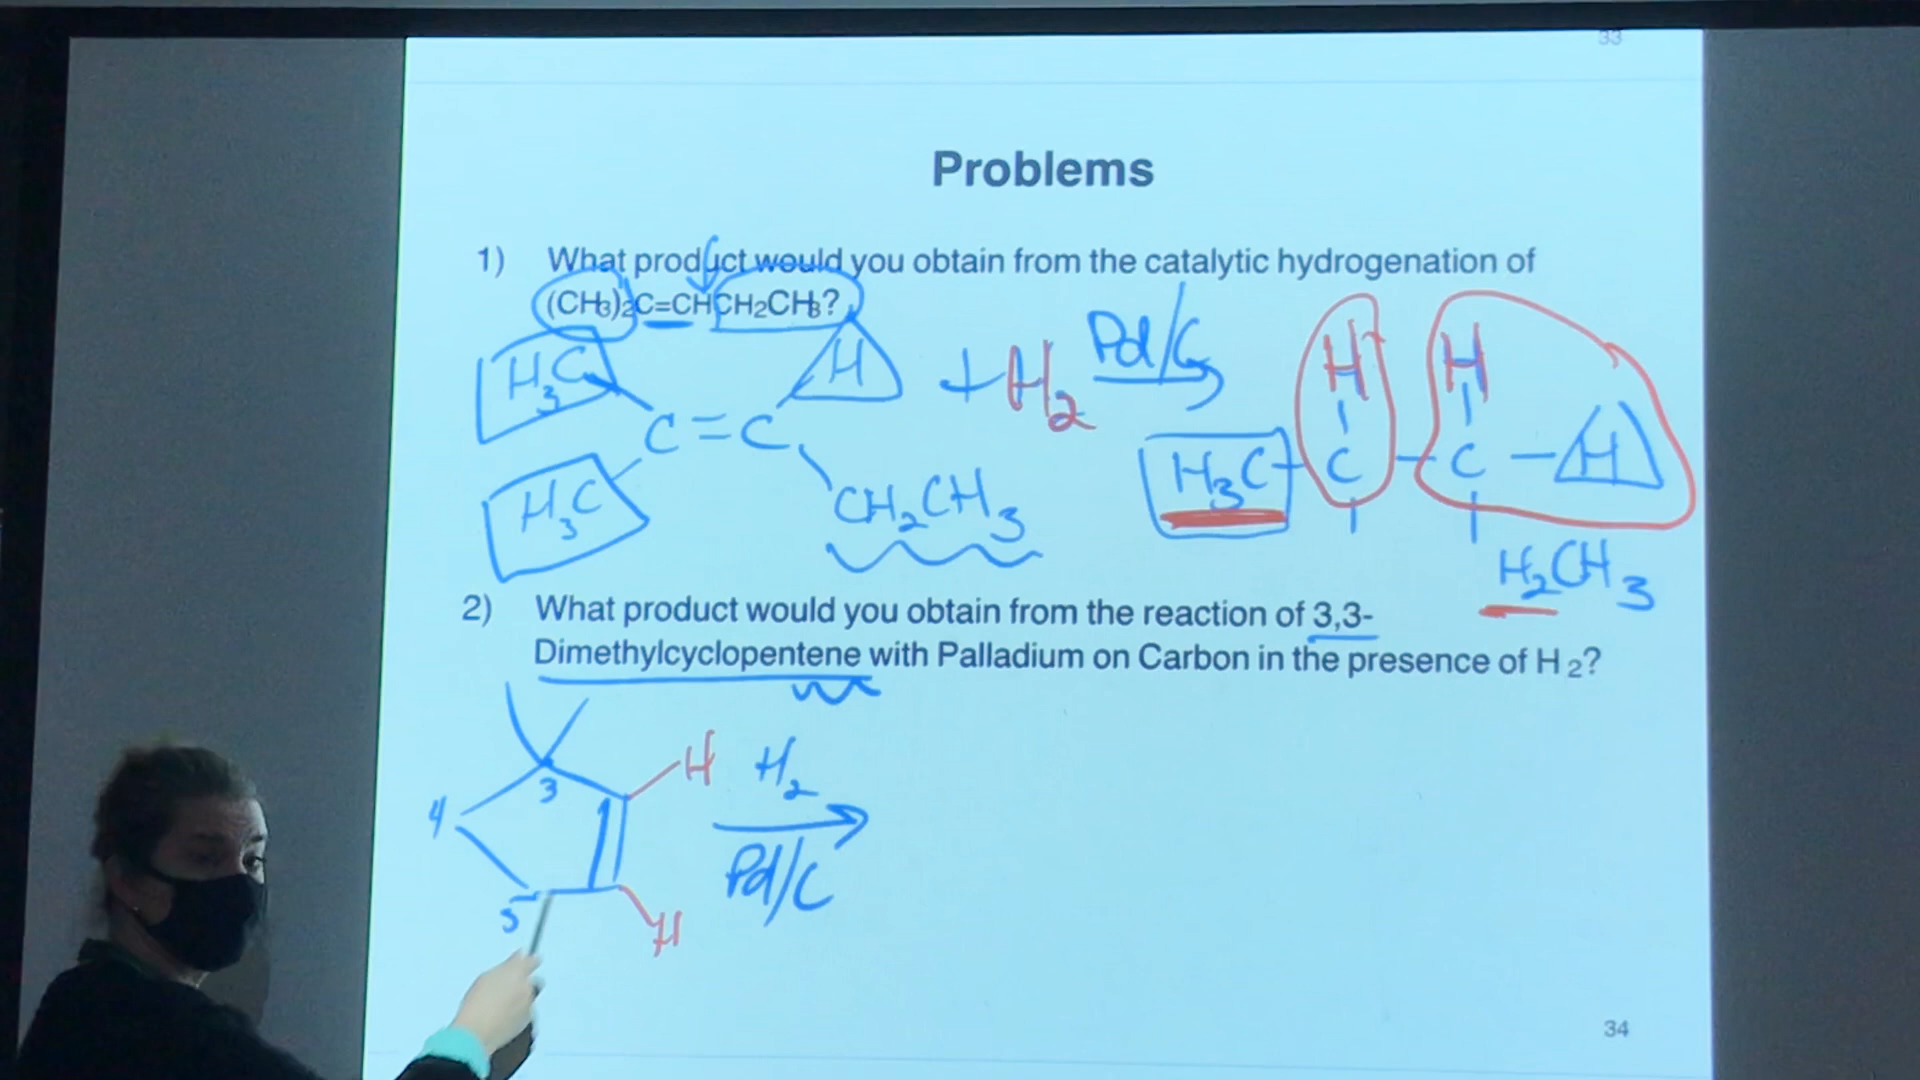 33
Problems
1) What product would you obtain from the catalytic hydrogenation of
(CH3)2C=CHCH2CH3?
H3C
H
C=C
H3C
CH2CH3
+H2
Pd/C
H H
H3C-C-C-H
H2CH3
2) What product would you obtain from the reaction of 3,3-
Dimethylcyclopentene with Palladium on Carbon in the presence of H2?
3
4
5
H
H
H2
Pd/C
34